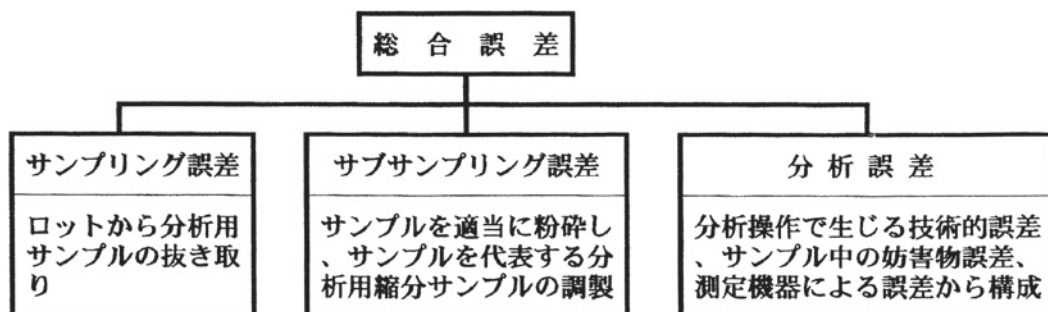 総合誤差
サンプリング誤差
ロットから分析用
サンプルの抜き取
り
サブサンプリング誤差
サンプルを適当に粉砕し
、サンプルを代表する分
析用縮分サンプルの調製
分析誤差
分析操作で生じる技術的誤差
、サンプル中の妨害物誤差、
測定機器による誤差から構成